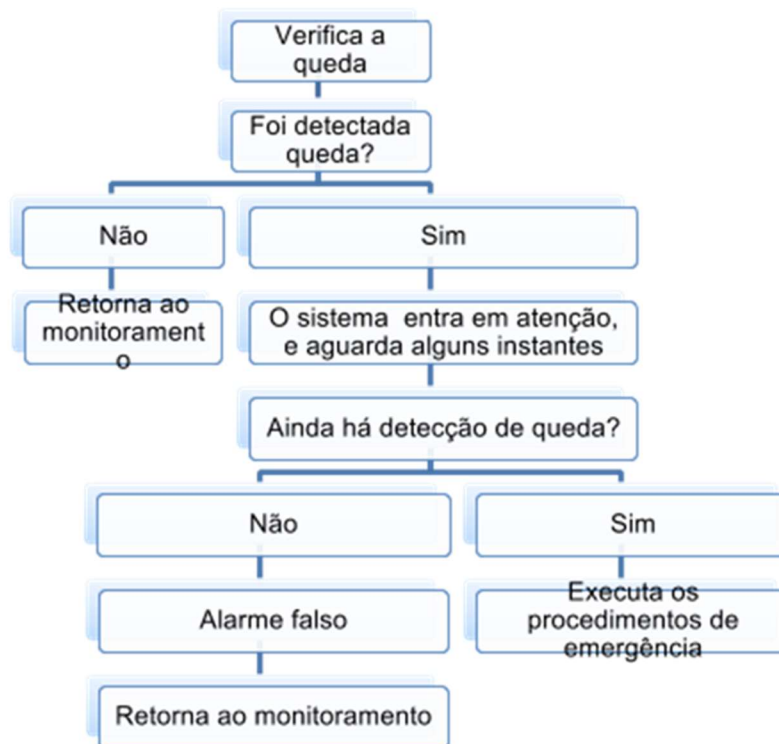 Verifica a
queda
Foi detectada
queda?
Não
Sim
Retorna ao
monitorament
o
O sistema entra em atenção,
e aguarda alguns instantes
Ainda há detecção de queda?
Não
Sim
Alarme falso
Executa os
procedimentos de
emergência
Retorna ao monitoramento